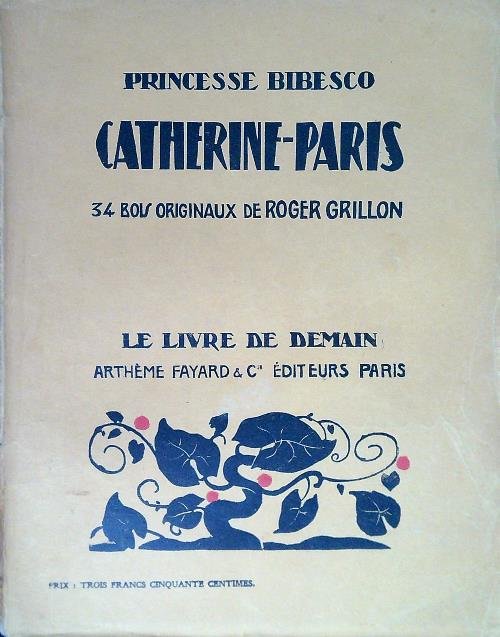 PRINCESSE BIBESCO
CATHERINE-PARIS
34 BOIS ORIGINAUX DE ROGER GRILLON
LE LIVRE DE DEMAIN
ARTHÈME FAYARD & Cie ÉDITEURS PARIS
PRIX : TROIS FRANCS CINQUANTE CENTIMES.